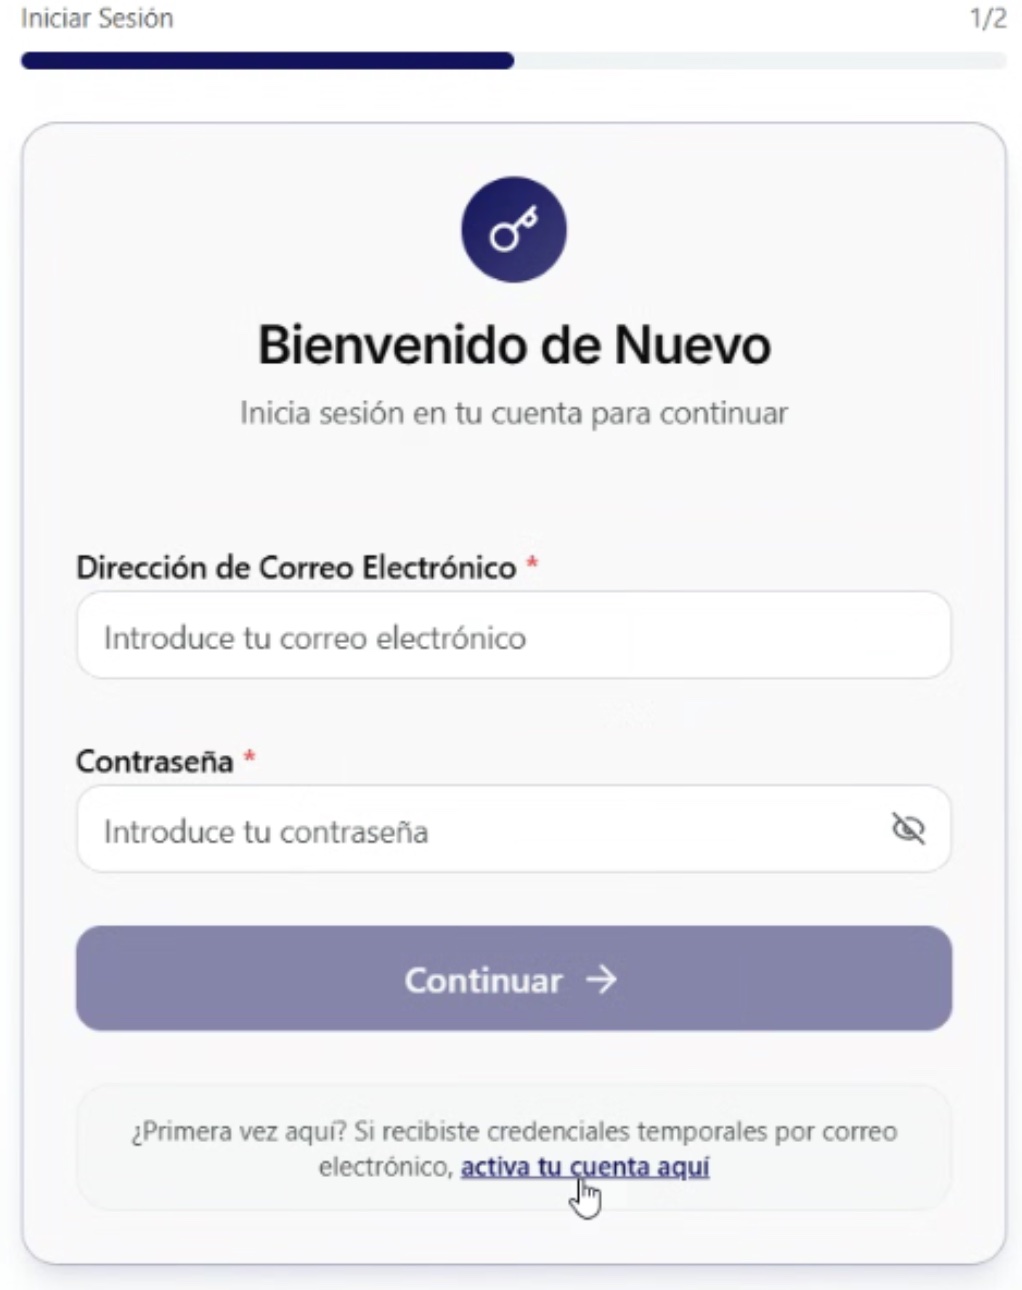 Iniciar Sesión
1/2
Bienvenido de Nuevo
Inicia sesión en tu cuenta para continuar
Dirección de Correo Electrónico *
Introduce tu correo electrónico
Contraseña *
Introduce tu contraseña
Continuar →
¿Primera vez aquí? Si recibiste credenciales temporales por correo
electrónico, activa tu cuenta aquí